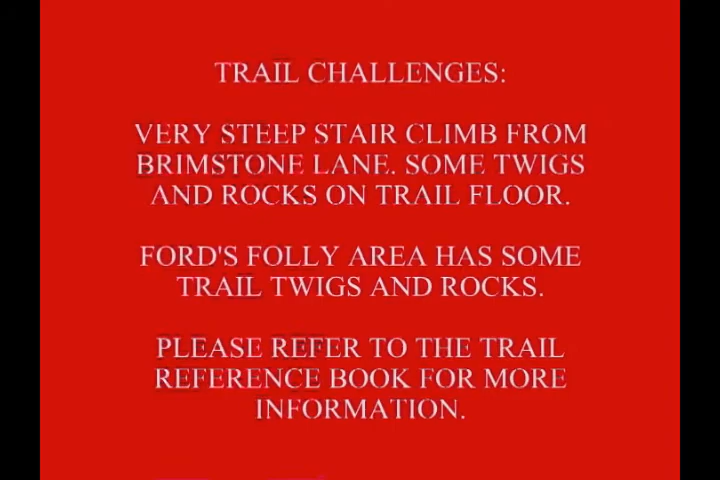 TRAIL CHALLENGES:
VERY STEEP STAIR CLIMB FROM
BRIMSTONE LANE. SOME TWIGS
AND ROCKS ON TRAIL FLOOR.
FORD'S FOLLY AREA HAS SOME
TRAIL TWIGS AND ROCKS.
PLEASE REFER TO THE TRAIL
REFERENCE BOOK FOR MORE
INFORMATION.